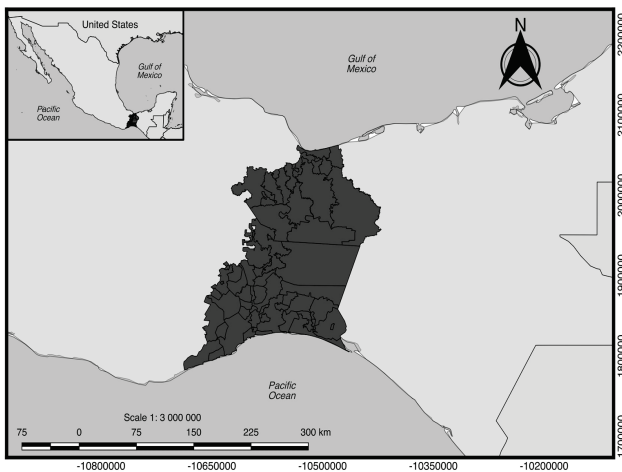 United States
Gulf of
Mexico
Pacific
Ocean
Gulf of
Mexico
N
Pacific
Ocean
Scale 1: 3 000 000
75 0 75 150 225 300 km
-10800000 -10650000 -10500000 -10350000 -10200000
2200000
2100000
2000000
1900000
1800000
1700000